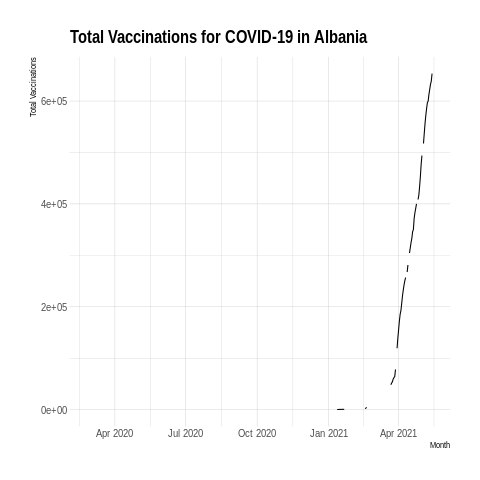 Total Vaccinations for COVID-19 in Albania
Total Vaccinations
6e+05
4e+05
2e+05
0e+00
Apr 2020 Jul 2020 Oct 2020 Jan 2021 Apr 2021
Month